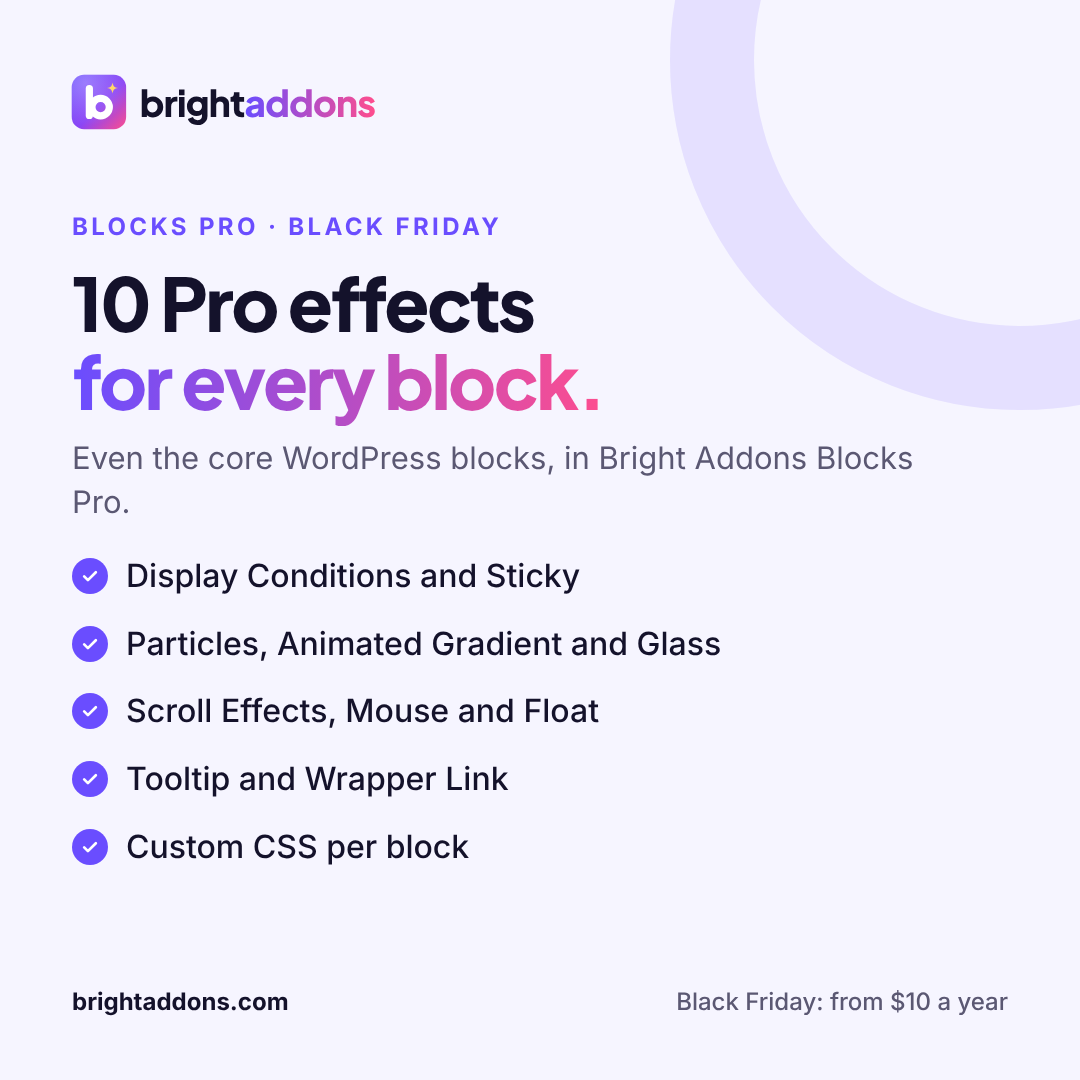 brightaddons
BLOCKS PRO · BLACK FRIDAY
10 Pro effects
for every block.
Even the core WordPress blocks, in Bright Addons Blocks
Pro.
Display Conditions and Sticky
Particles, Animated Gradient and Glass
Scroll Effects, Mouse and Float
Tooltip and Wrapper Link
Custom CSS per block
brightaddons.com
Black Friday: from $10 a year